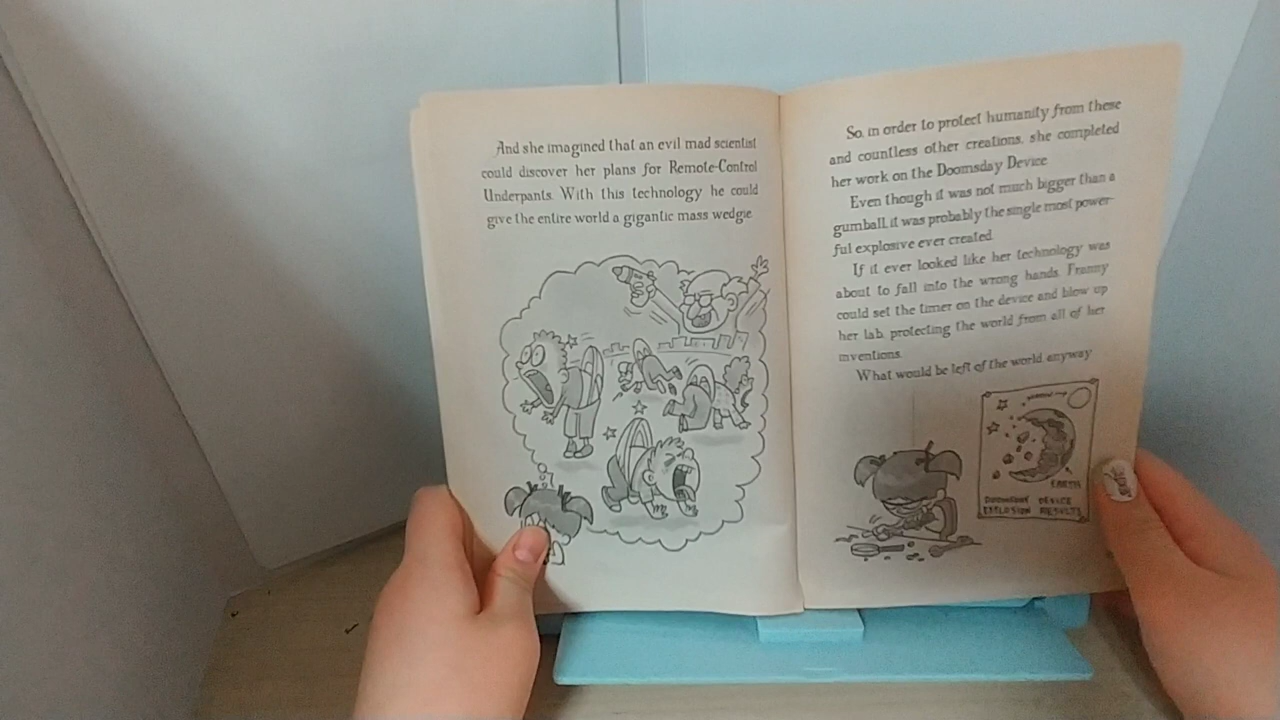 And she imagined that an evil mad scientist
could discover her plans for Remote-Control
Underpants. With this technology he could
give the entire world a gigantic mass wedgie.
So, in order to protect humanity from these
and countless other creations, she completed
her work on the Doomsday Device.
Even though it was not much bigger than a
gumball, it was probably the single most power-
ful explosive ever created.
If it ever looked like her technology was
about to fall into the wrong hands, Franny
could set the timer on the device and blow up
her lab, protecting the world from all of her
inventions.
What would be left of the world, anyway
EARTH
DOOMSDAY DEVICE
EXPLOSION RESULTS